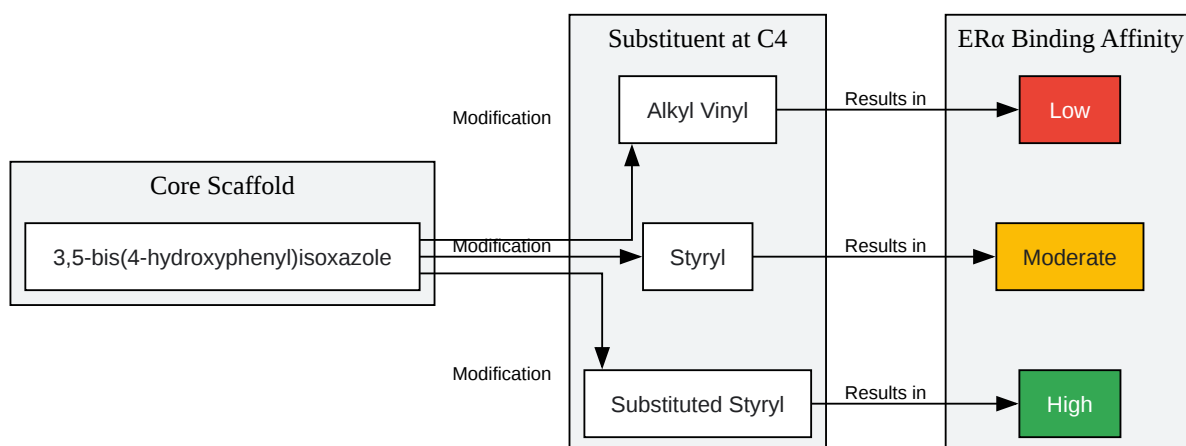 Substituent at C4
ERα Binding Affinity
Modification
Alkyl Vinyl
Results in
Low
Core Scaffold
3,5-bis(4-hydroxyphenyl)isoxazole
Modification
Styryl
Results in
Moderate
Modification
Substituted Styryl
Results in
High